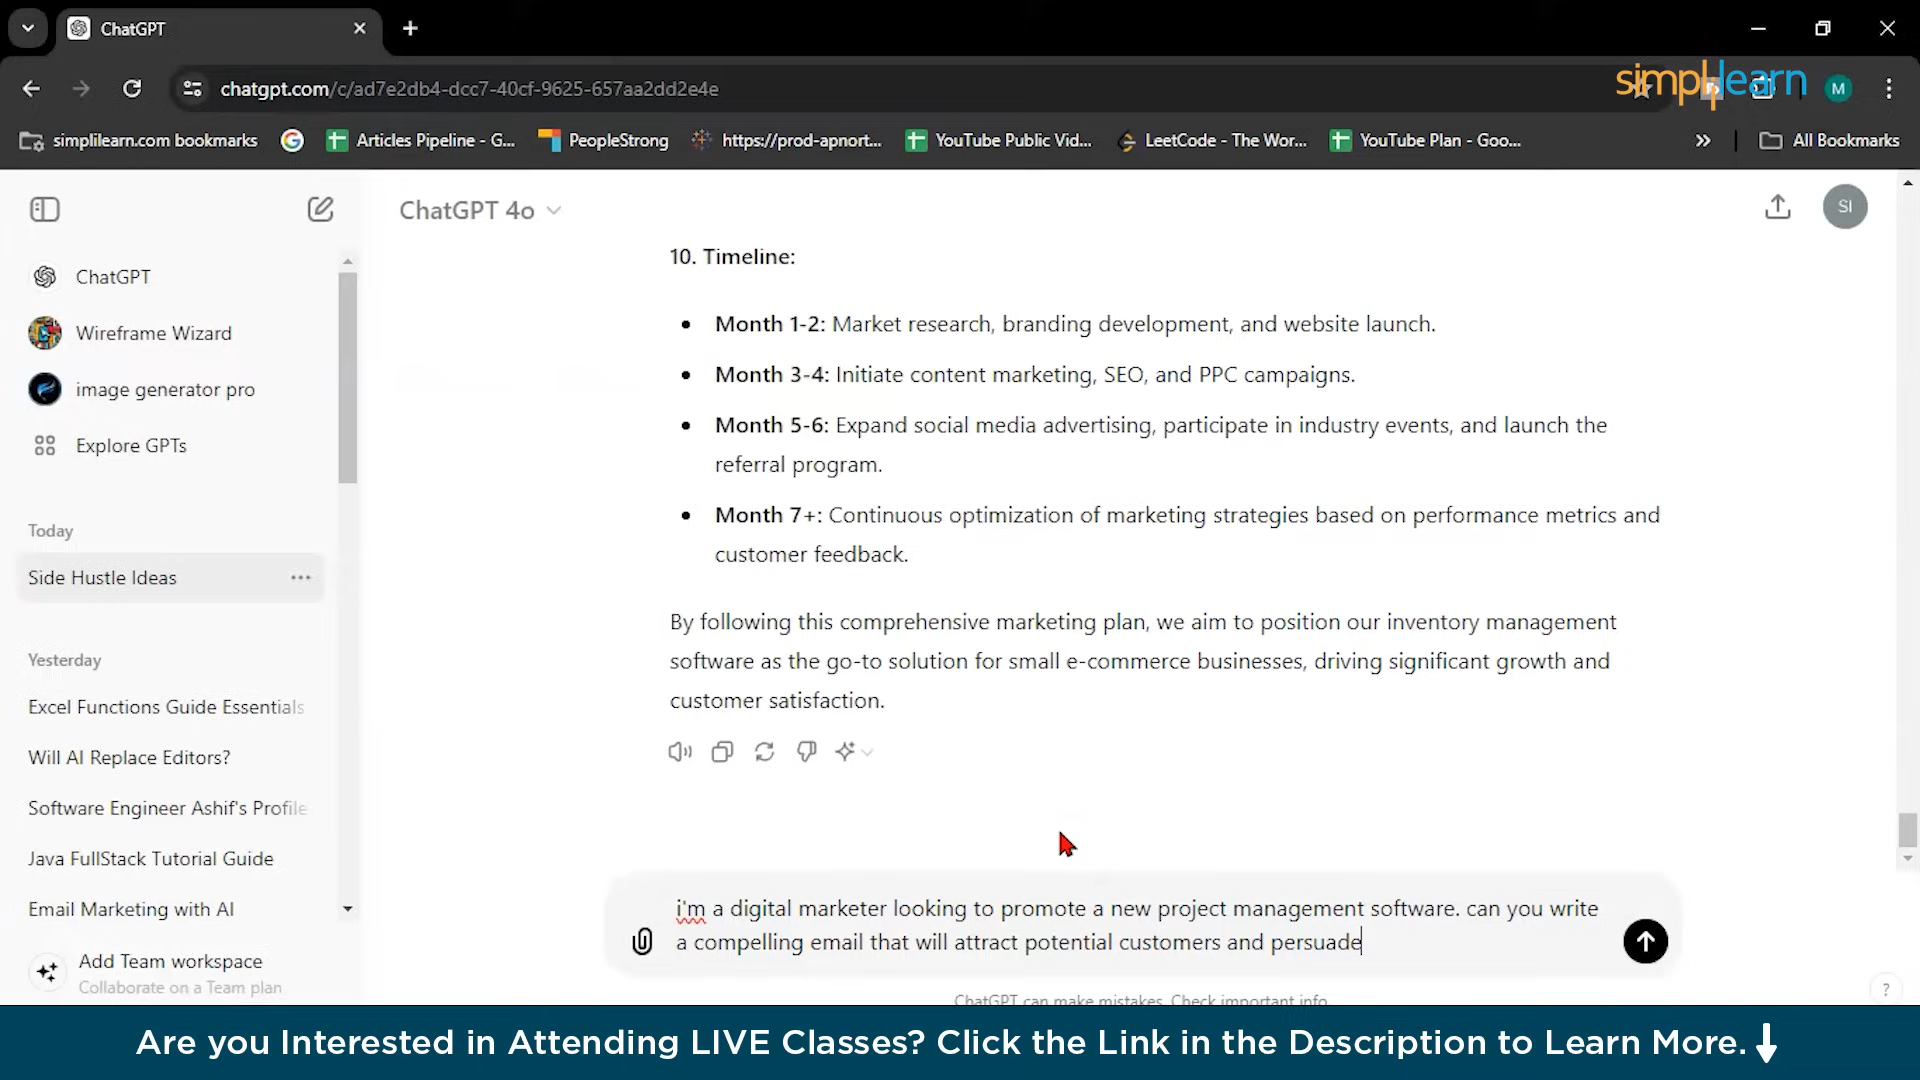 ChatGPT
simplilearn
chatgpt.com/c/ad7e2db4-dcc7-40cf-9625-657aa2dd2e4e
M
simplilearn.com bookmarks
Articles Pipeline - G...
PeopleStrong
https://prod-apnort...
YouTube Public Vid...
LeetCode - The Wor...
YouTube Plan - Goo...
All Bookmarks
ChatGPT 4o
SI
ChatGPT
Wireframe Wizard
image generator pro
Explore GPTs
Today
Side Hustle Ideas
Yesterday
Excel Functions Guide Essentials
Will AI Replace Editors?
Software Engineer Ashif's Profile
Java FullStack Tutorial Guide
Email Marketing with AI
Add Team workspace
Collaborate on a Team plan
10. Timeline:
Month 1-2: Market research, branding development, and website launch.
Month 3-4: Initiate content marketing, SEO, and PPC campaigns.
Month 5-6: Expand social media advertising, participate in industry events, and launch the
referral program.
Month 7+: Continuous optimization of marketing strategies based on performance metrics and
customer feedback.
By following this comprehensive marketing plan, we aim to position our inventory management
software as the go-to solution for small e-commerce businesses, driving significant growth and
customer satisfaction.
i'm a digital marketer looking to promote a new project management software. can you write
a compelling email that will attract potential customers and persuade
ChatGPT can make mistakes. Check important info.
?
Are you Interested in Attending LIVE Classes? Click the Link in the Description to Learn More.